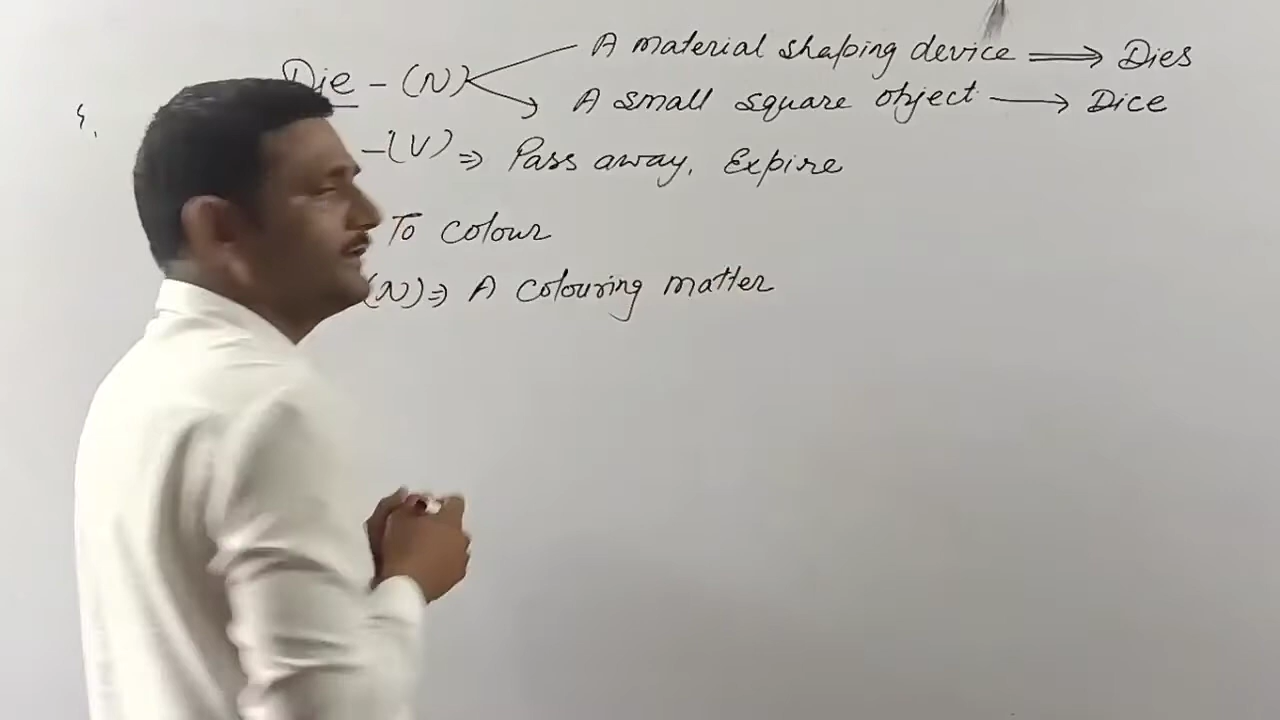 Die - (N) A material shaping device ⟹ Dies
A small square object ⟶ Dice
-(V) ⇒ Pass away, Expire
To colour
(N) ⇒ A colouring matter